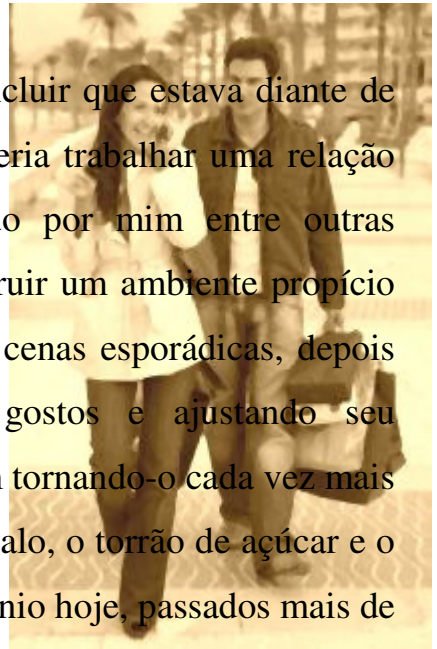 cluir que estava diante de
eria trabalhar uma relação
o por mim entre outras
ruir um ambiente propício
cenas esporádicas, depois
gostos e ajustando seu
tornando-o cada vez mais
alo, o torrão de açúcar e o
nio hoje, passados mais de